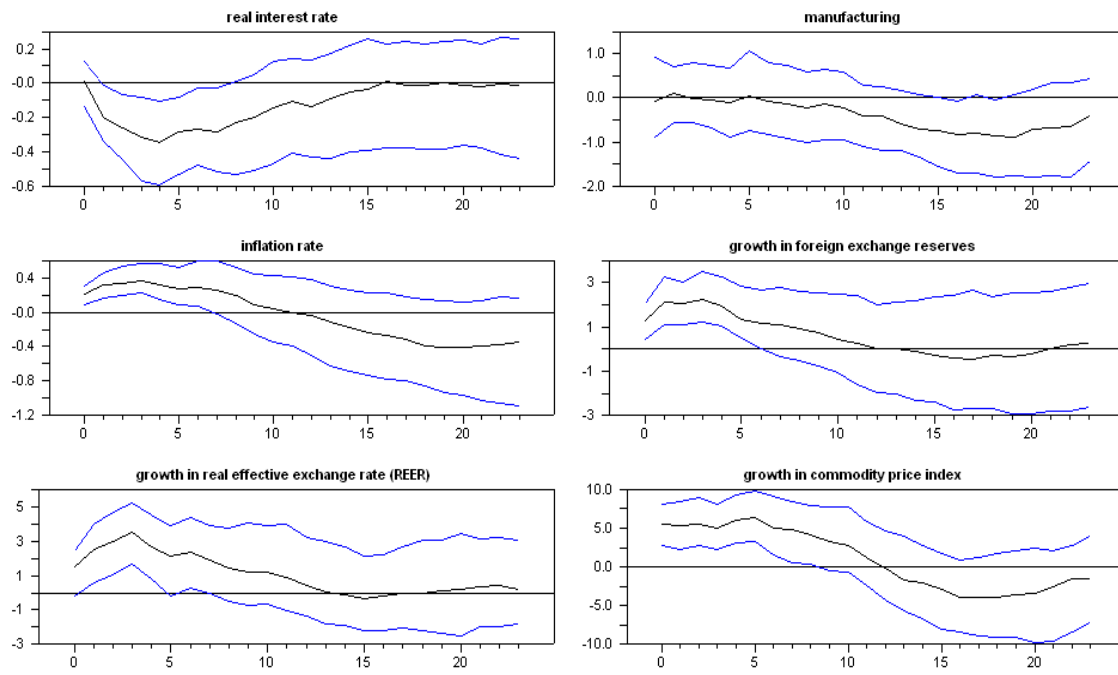 real interest rate
0.2
-0.0
-0.2
-0.4
-0.6
0 5 10 15 20
manufacturing
1.0
0.0
-1.0
-2.0
0 5 10 15 20
inflation rate
0.4
-0.0
-0.4
-0.8
-1.2
0 5 10 15 20
growth in foreign exchange reserves
3
1
-1
-3
0 5 10 15 20
growth in real effective exchange rate (REER)
5
3
1
-1
-3
0 5 10 15 20
growth in commodity price index
10.0
5.0
0.0
-5.0
-10.0
0 5 10 15 20